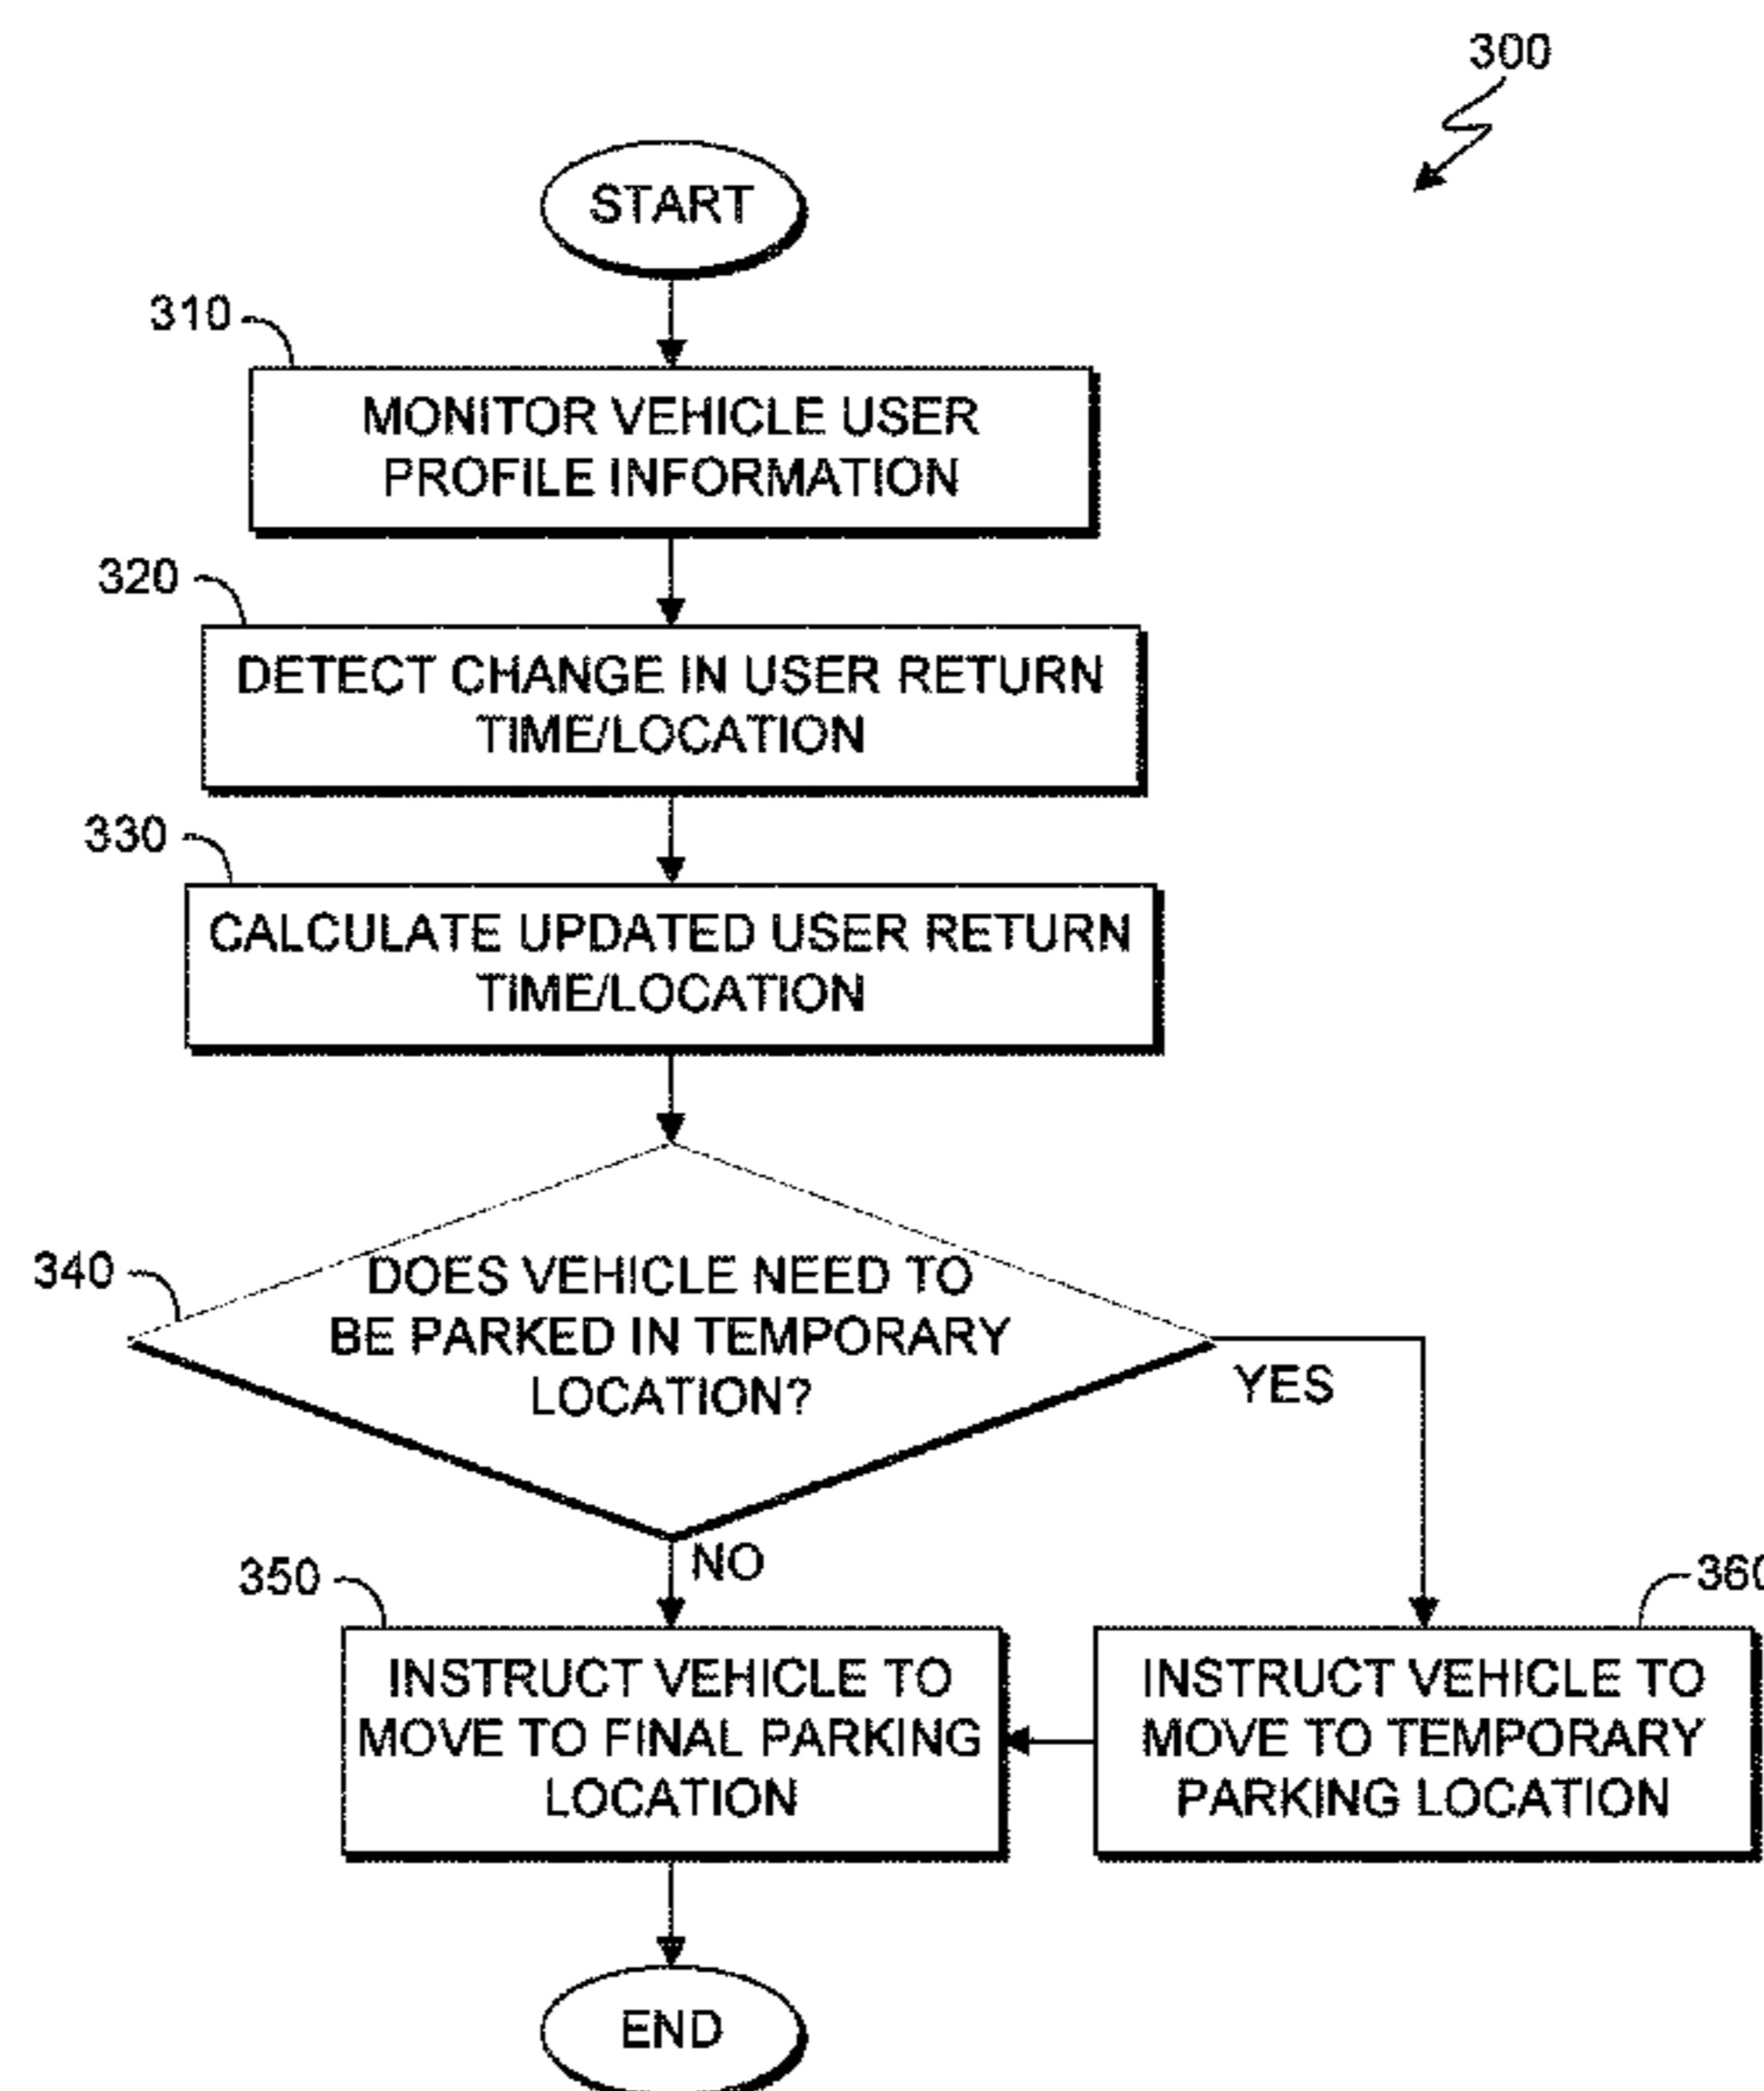 300
START
310
MONITOR VEHICLE USER
PROFILE INFORMATION
320
DETECT CHANGE IN USER RETURN
TIME/LOCATION
330
CALCULATE UPDATED USER RETURN
TIME/LOCATION
340
DOES VEHICLE NEED TO
BE PARKED IN TEMPORARY
LOCATION?
YES
NO
350
INSTRUCT VEHICLE TO
MOVE TO FINAL PARKING
LOCATION
360
INSTRUCT VEHICLE TO
MOVE TO TEMPORARY
PARKING LOCATION
END